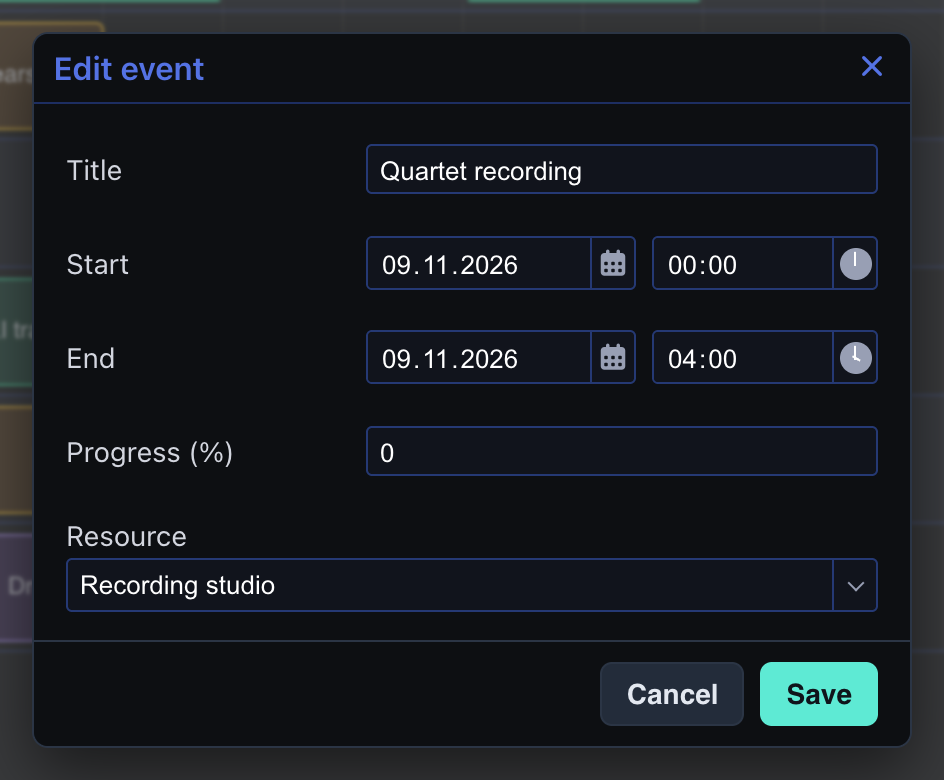 Edit event
Title
Quartet recording
Start
09.11.2026
00:00
End
09.11.2026
04:00
Progress (%)
0
Resource
Recording studio
Cancel
Save